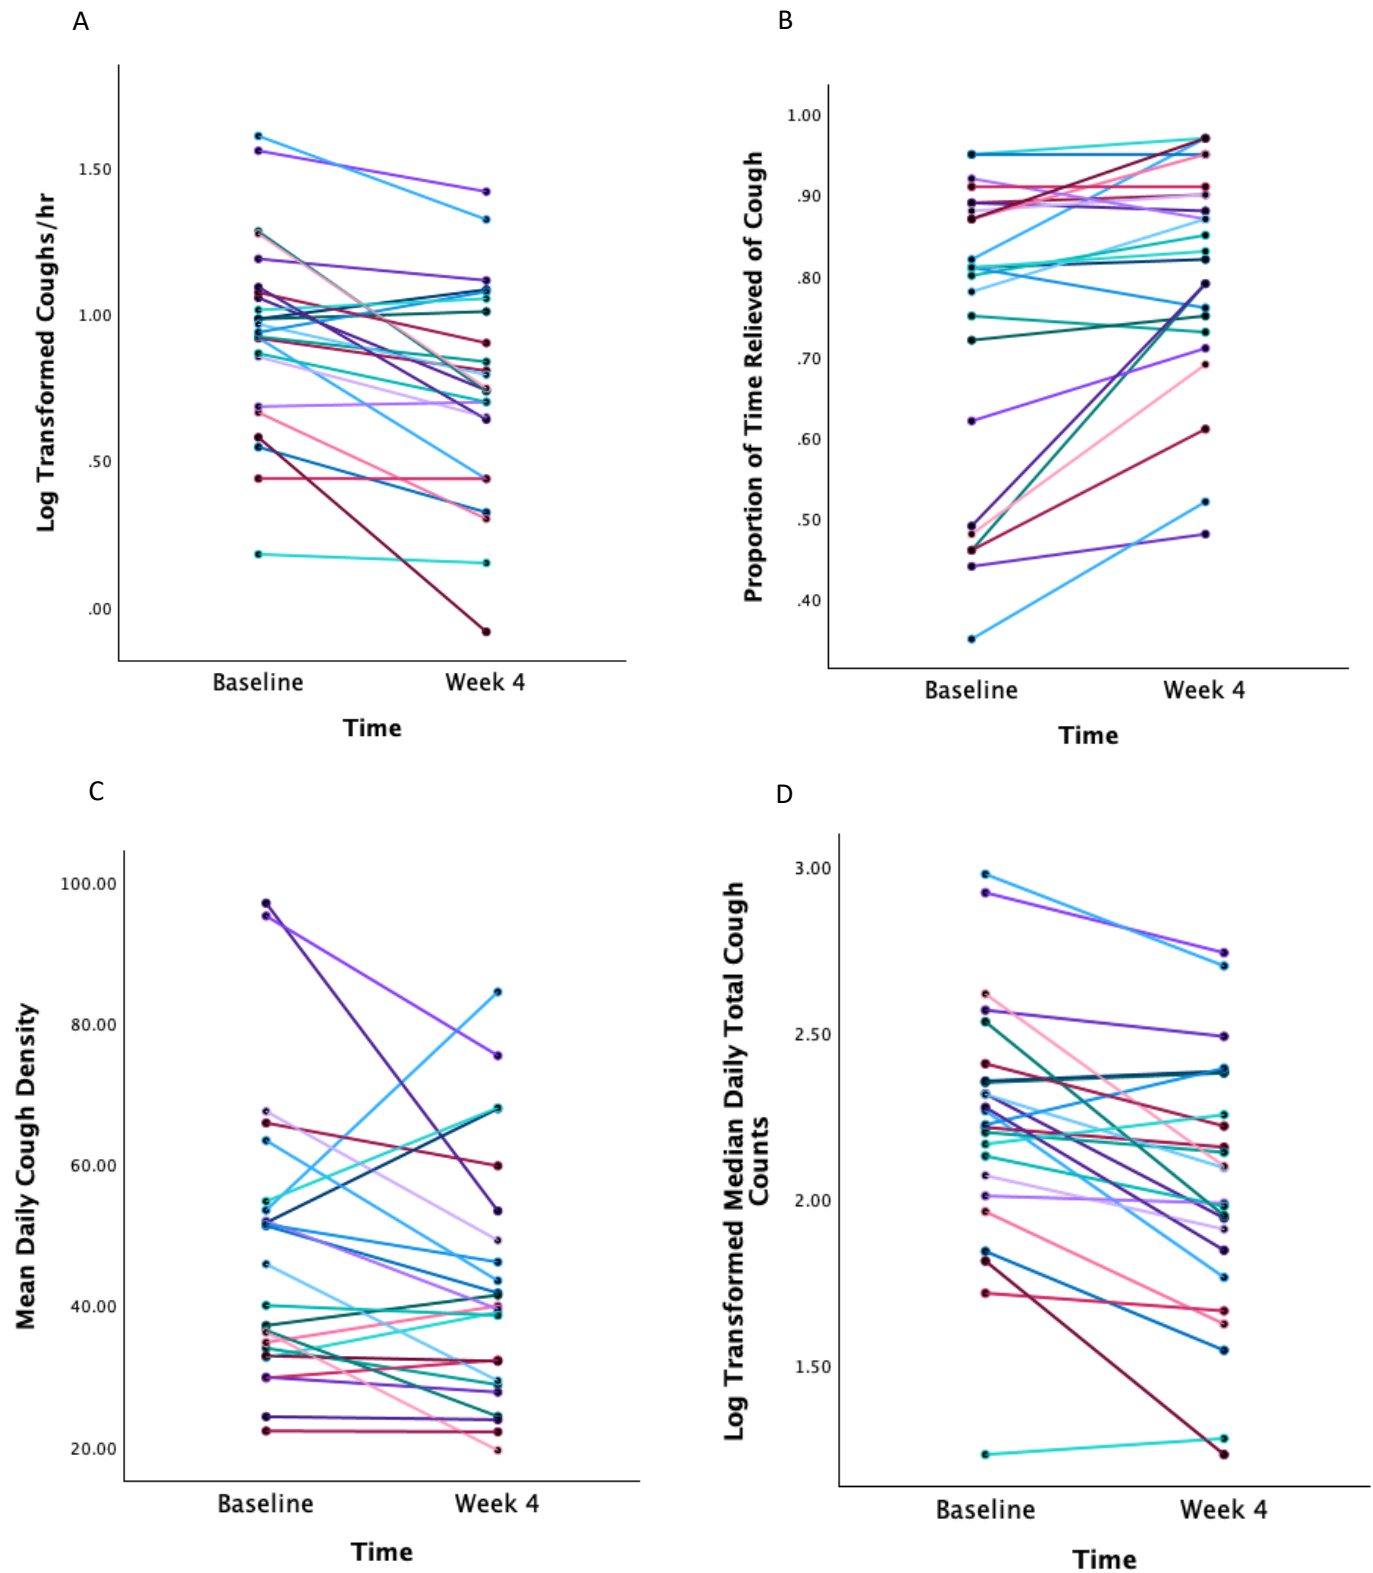 A
Log Transformed Coughs/hr
1.50
1.00
.50
.00
Baseline
Week 4
Time
B
Proportion of Time Relieved of Cough
1.00
.90
.80
.70
.60
.50
.40
Baseline
Week 4
Time
C
Mean Daily Cough Density
100.00
80.00
60.00
40.00
20.00
Baseline
Week 4
Time
D
Log Transformed Median Daily Total Cough
Counts
3.00
2.50
2.00
1.50
Baseline
Week 4
Time